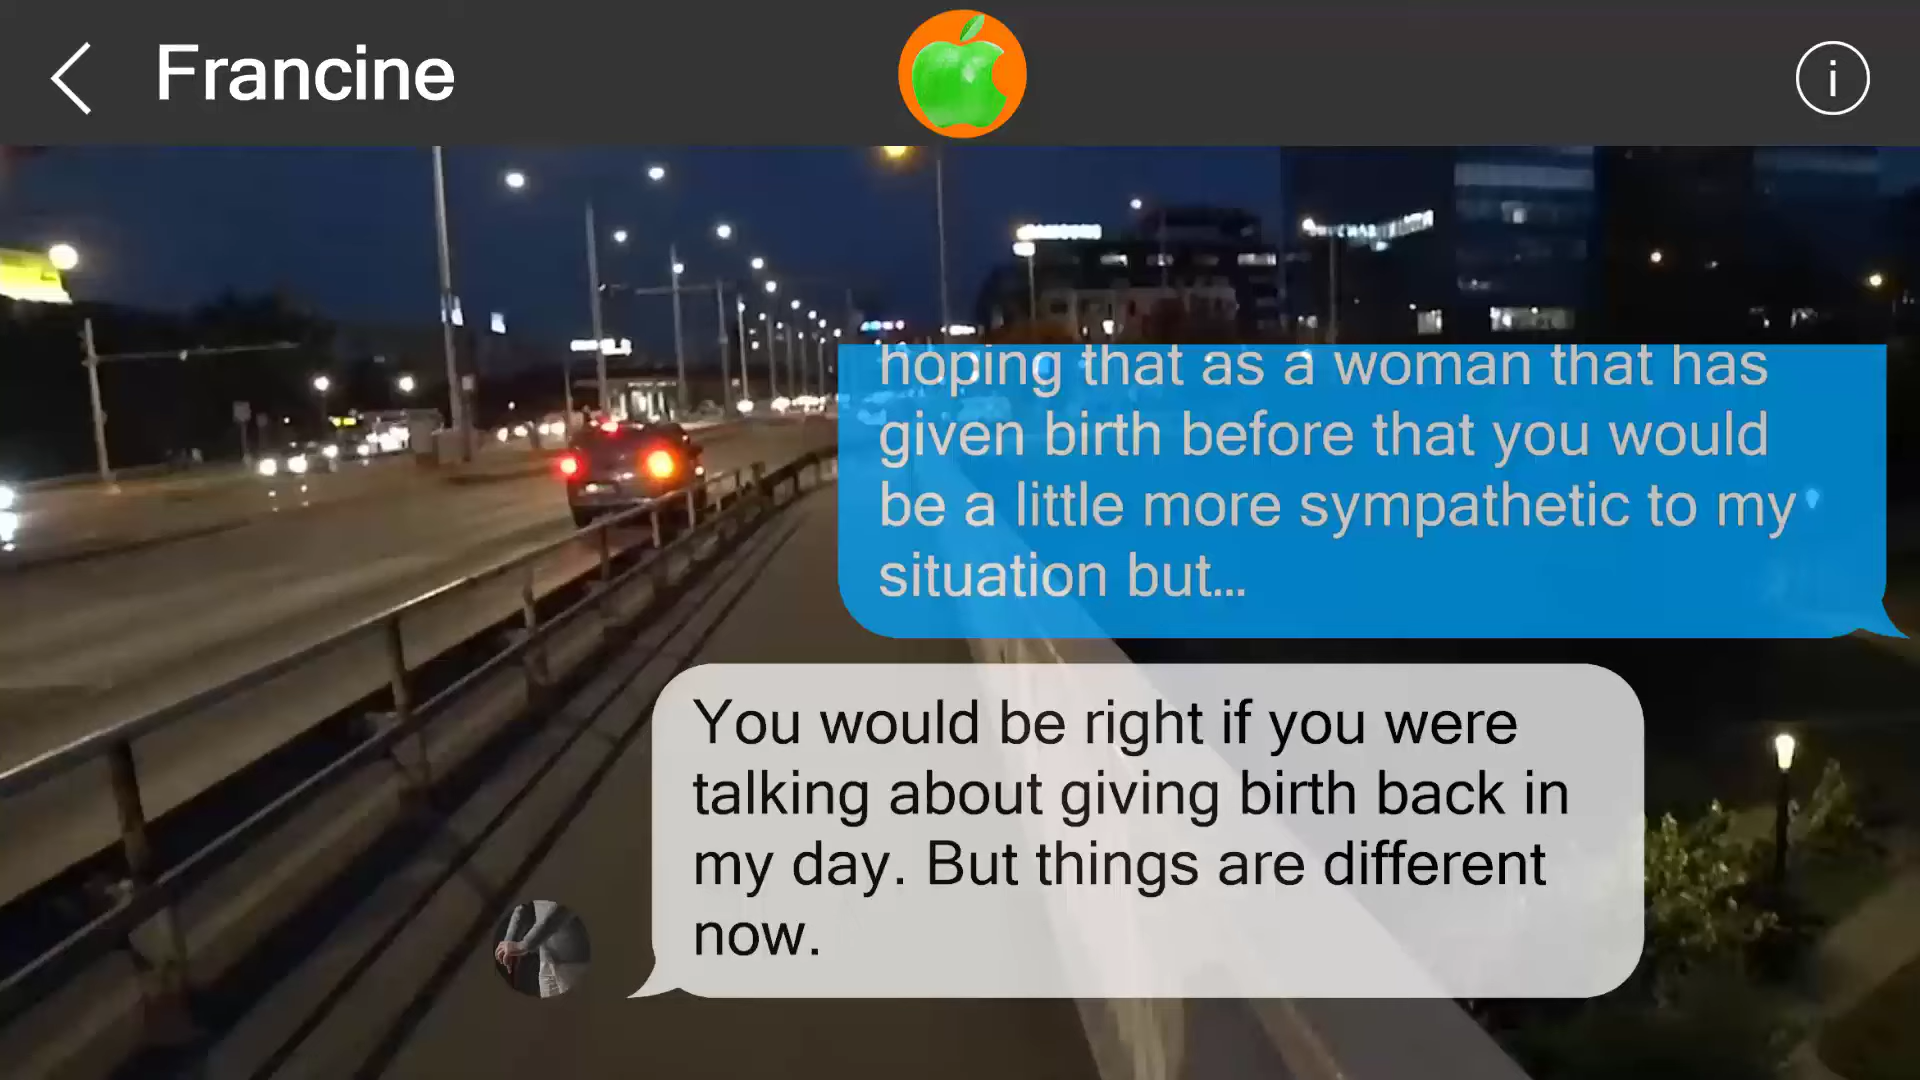 Francine
i
hoping that as a woman that has
given birth before that you would
be a little more sympathetic to my
situation but...
You would be right if you were
talking about giving birth back in
my day. But things are different
now.